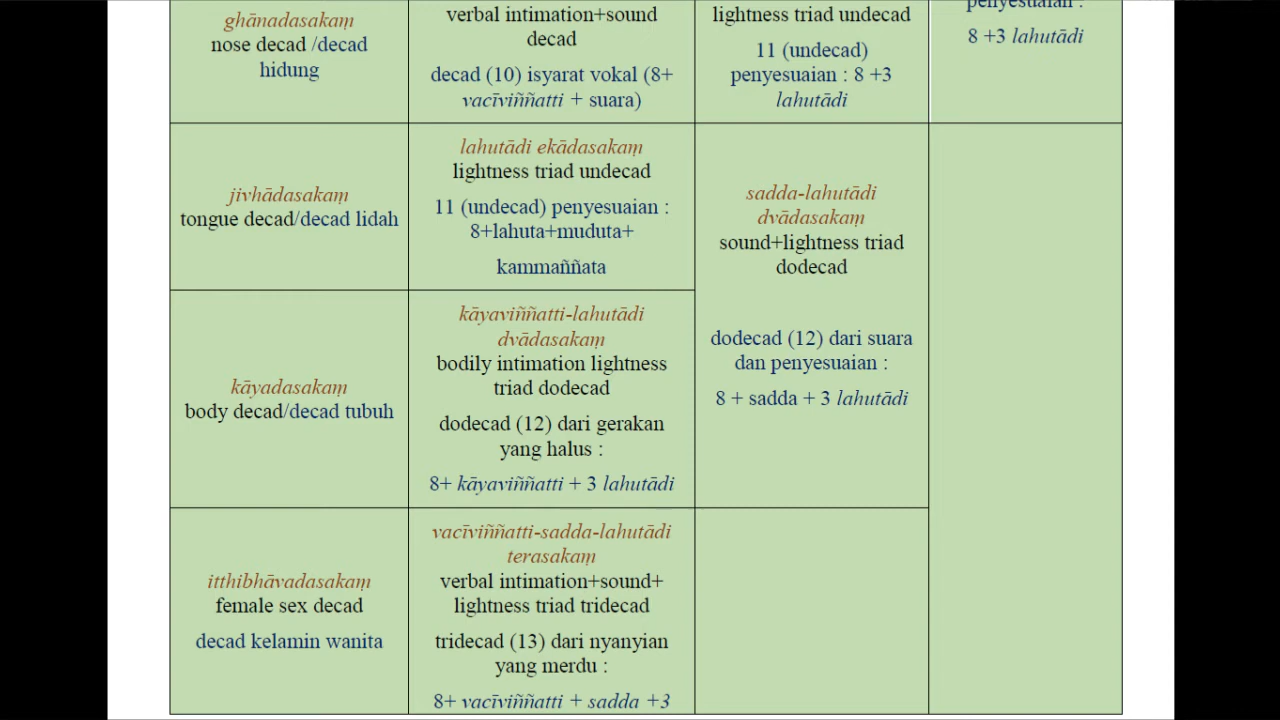 ghānadasakaṃ
nose decad /decad
hidung
verbal intimation+sound
decad
decad (10) isyarat vokal (8+
vacīviññatti + suara)
lightness triad undecad
11 (undecad)
penyesuaian : 8 +3
lahutādi
penyesuaian :
8 +3 lahutādi
jivhādasakaṃ
tongue decad/decad lidah
lahutādi ekādasakaṃ
lightness triad undecad
11 (undecad) penyesuaian :
8+lahuta+muduta+
kammaññata
sadda-lahutādi
dvādasakaṃ
sound+lightness triad
dodecad
dodecad (12) dari suara
dan penyesuaian :
8 + sadda + 3 lahutādi
kāyadasakaṃ
body decad/decad tubuh
kāyaviññatti-lahutādi
dvādasakaṃ
bodily intimation lightness
triad dodecad
dodecad (12) dari gerakan
yang halus :
8+ kāyaviññatti + 3 lahutādi
itthibhāvadasakaṃ
female sex decad
decad kelamin wanita
vacīviññatti-sadda-lahutādi
terasakaṃ
verbal intimation+sound+
lightness triad tridecad
tridecad (13) dari nyanyian
yang merdu :
8+ vacīviññatti + sadda +3